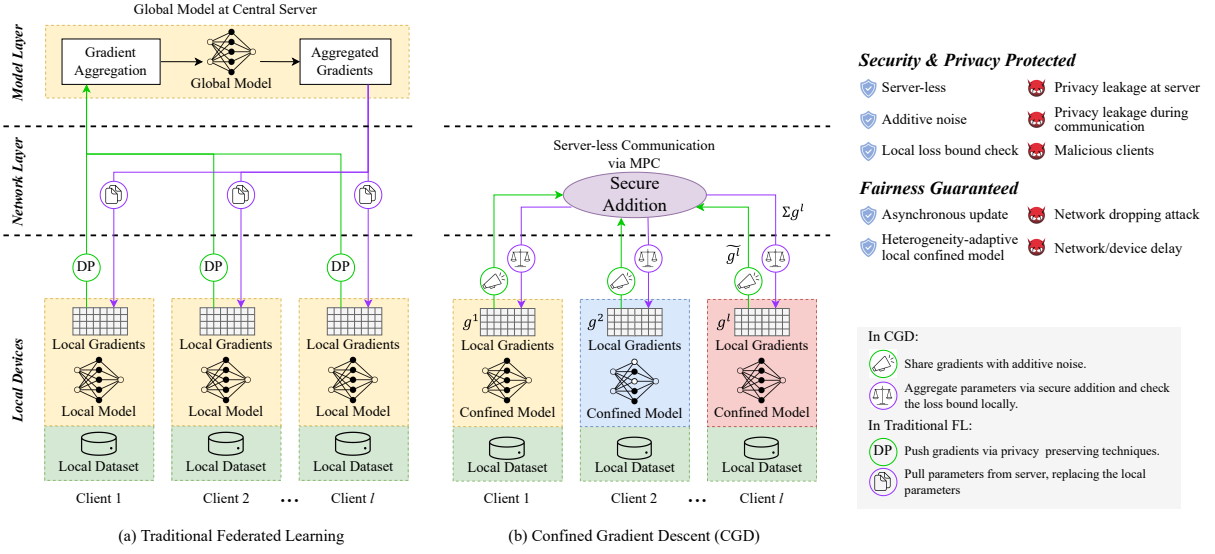 Global Model at Central Server
Model Layer
Gradient
Aggregation
Global Model
Aggregated
Gradients
Network Layer
DP
DP
DP
Local Devices
Local Gradients
Local Gradients
Local Gradients
Local Model
Local Model
Local Model
Local Dataset
Local Dataset
Local Dataset
Client 1
Client 2
...
Client l
(a) Traditional Federated Learning
Server-less Communication
via MPC
Secure
Addition
Σg^l
g̃^l
g^1
g^2
g^l
Local Gradients
Local Gradients
Local Gradients
Confined Model
Confined Model
Confined Model
Local Dataset
Local Dataset
Local Dataset
Client 1
Client 2
...
Client l
(b) Confined Gradient Descent (CGD)
Security & Privacy Protected
Server-less
Privacy leakage at server
Additive noise
Privacy leakage during
communication
Local loss bound check
Malicious clients
Fairness Guaranteed
Asynchronous update
Network dropping attack
Heterogeneity-adaptive
local confined model
Network/device delay
In CGD:
Share gradients with additive noise.
Aggregate parameters via secure addition and check
the loss bound locally.
In Traditional FL:
DP
Push gradients via privacy preserving techniques.
Pull parameters from server, replacing the local
parameters